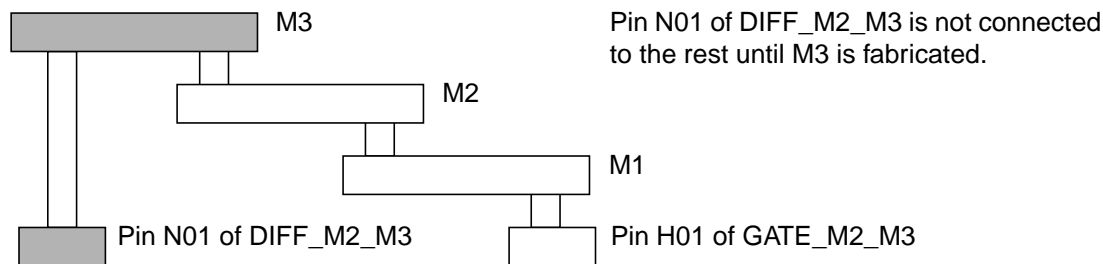 M3
Pin N01 of DIFF_M2_M3 is not connected
to the rest until M3 is fabricated.
M2
M1
Pin N01 of DIFF_M2_M3
Pin H01 of GATE_M2_M3